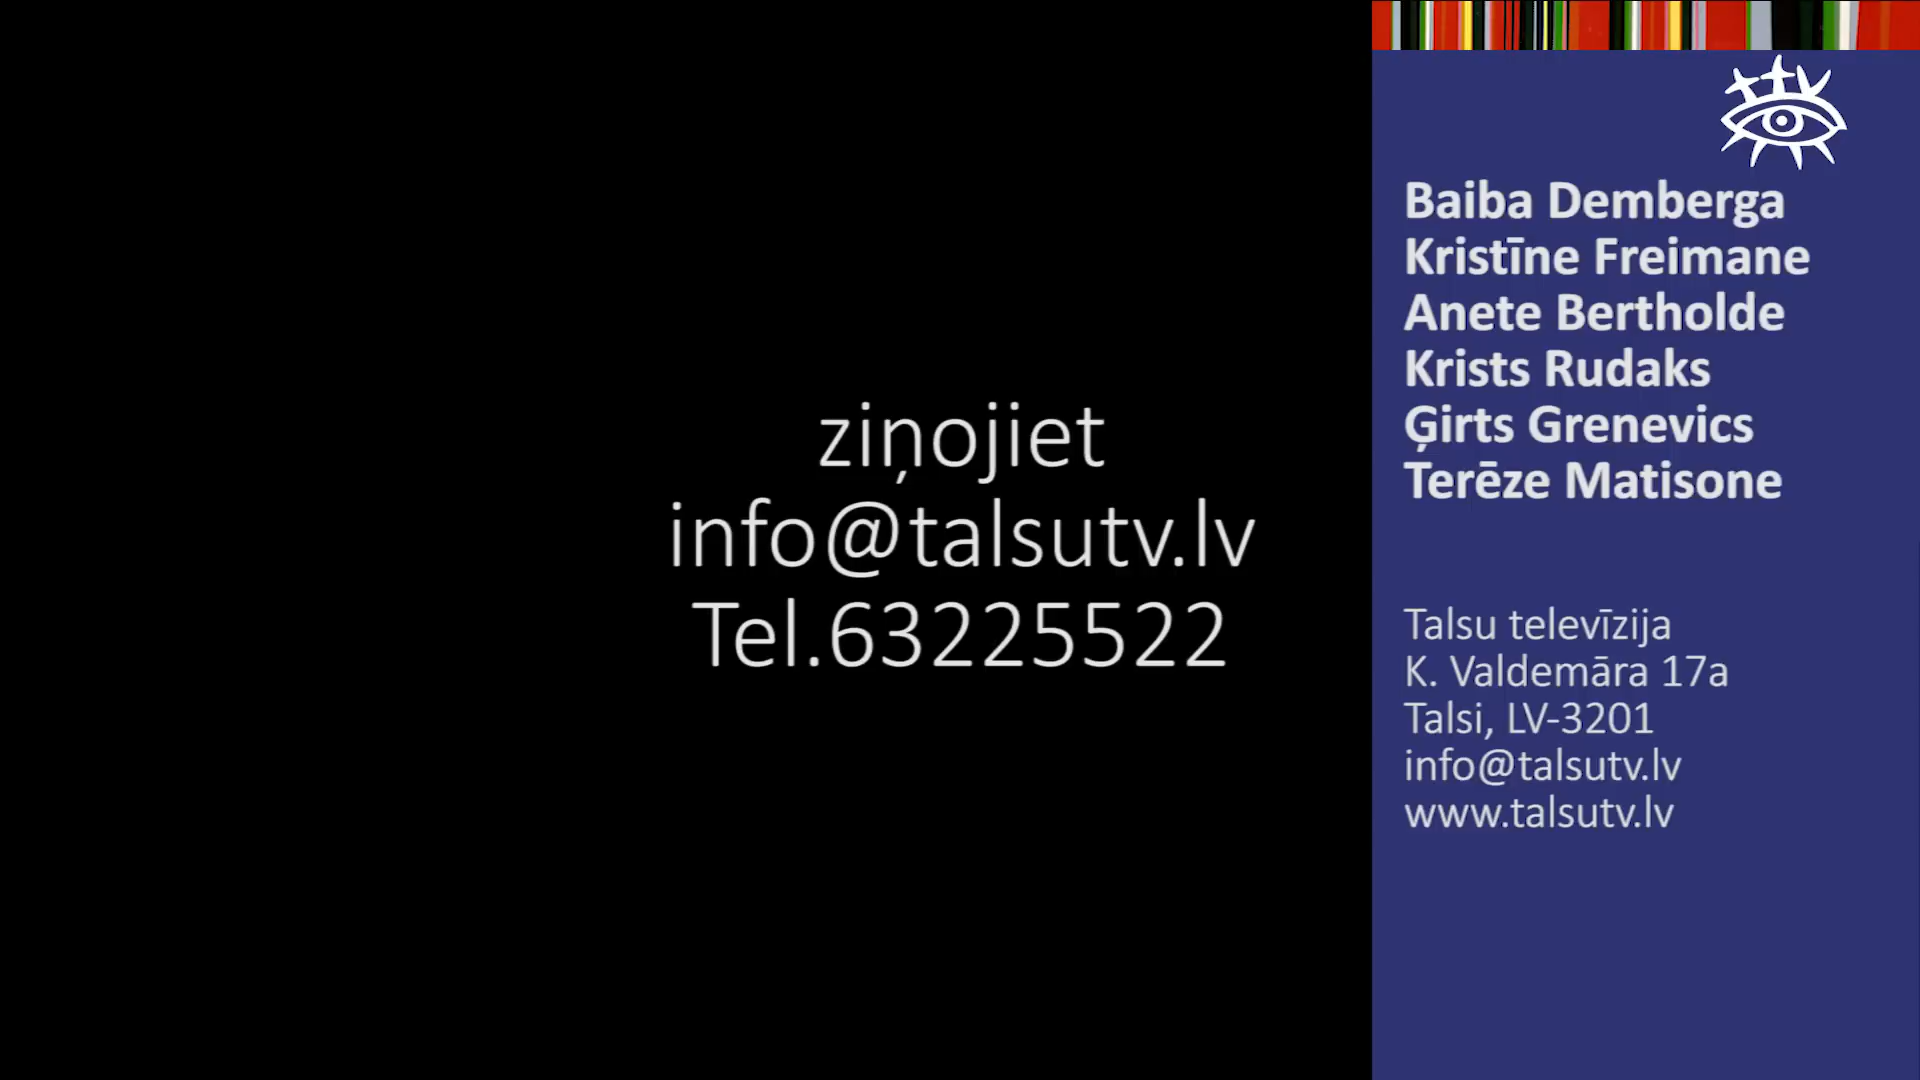 ziņojiet
info@talsutv.lv
Tel.63225522
ttv
Baiba Demberga
Kristīne Freimane
Anete Bertholde
Krists Rudaks
Ģirts Grenevics
Terēze Matisone
Talsu televīzija
K. Valdemāra 17a
Talsi, LV-3201
info@talsutv.lv
www.talsutv.lv